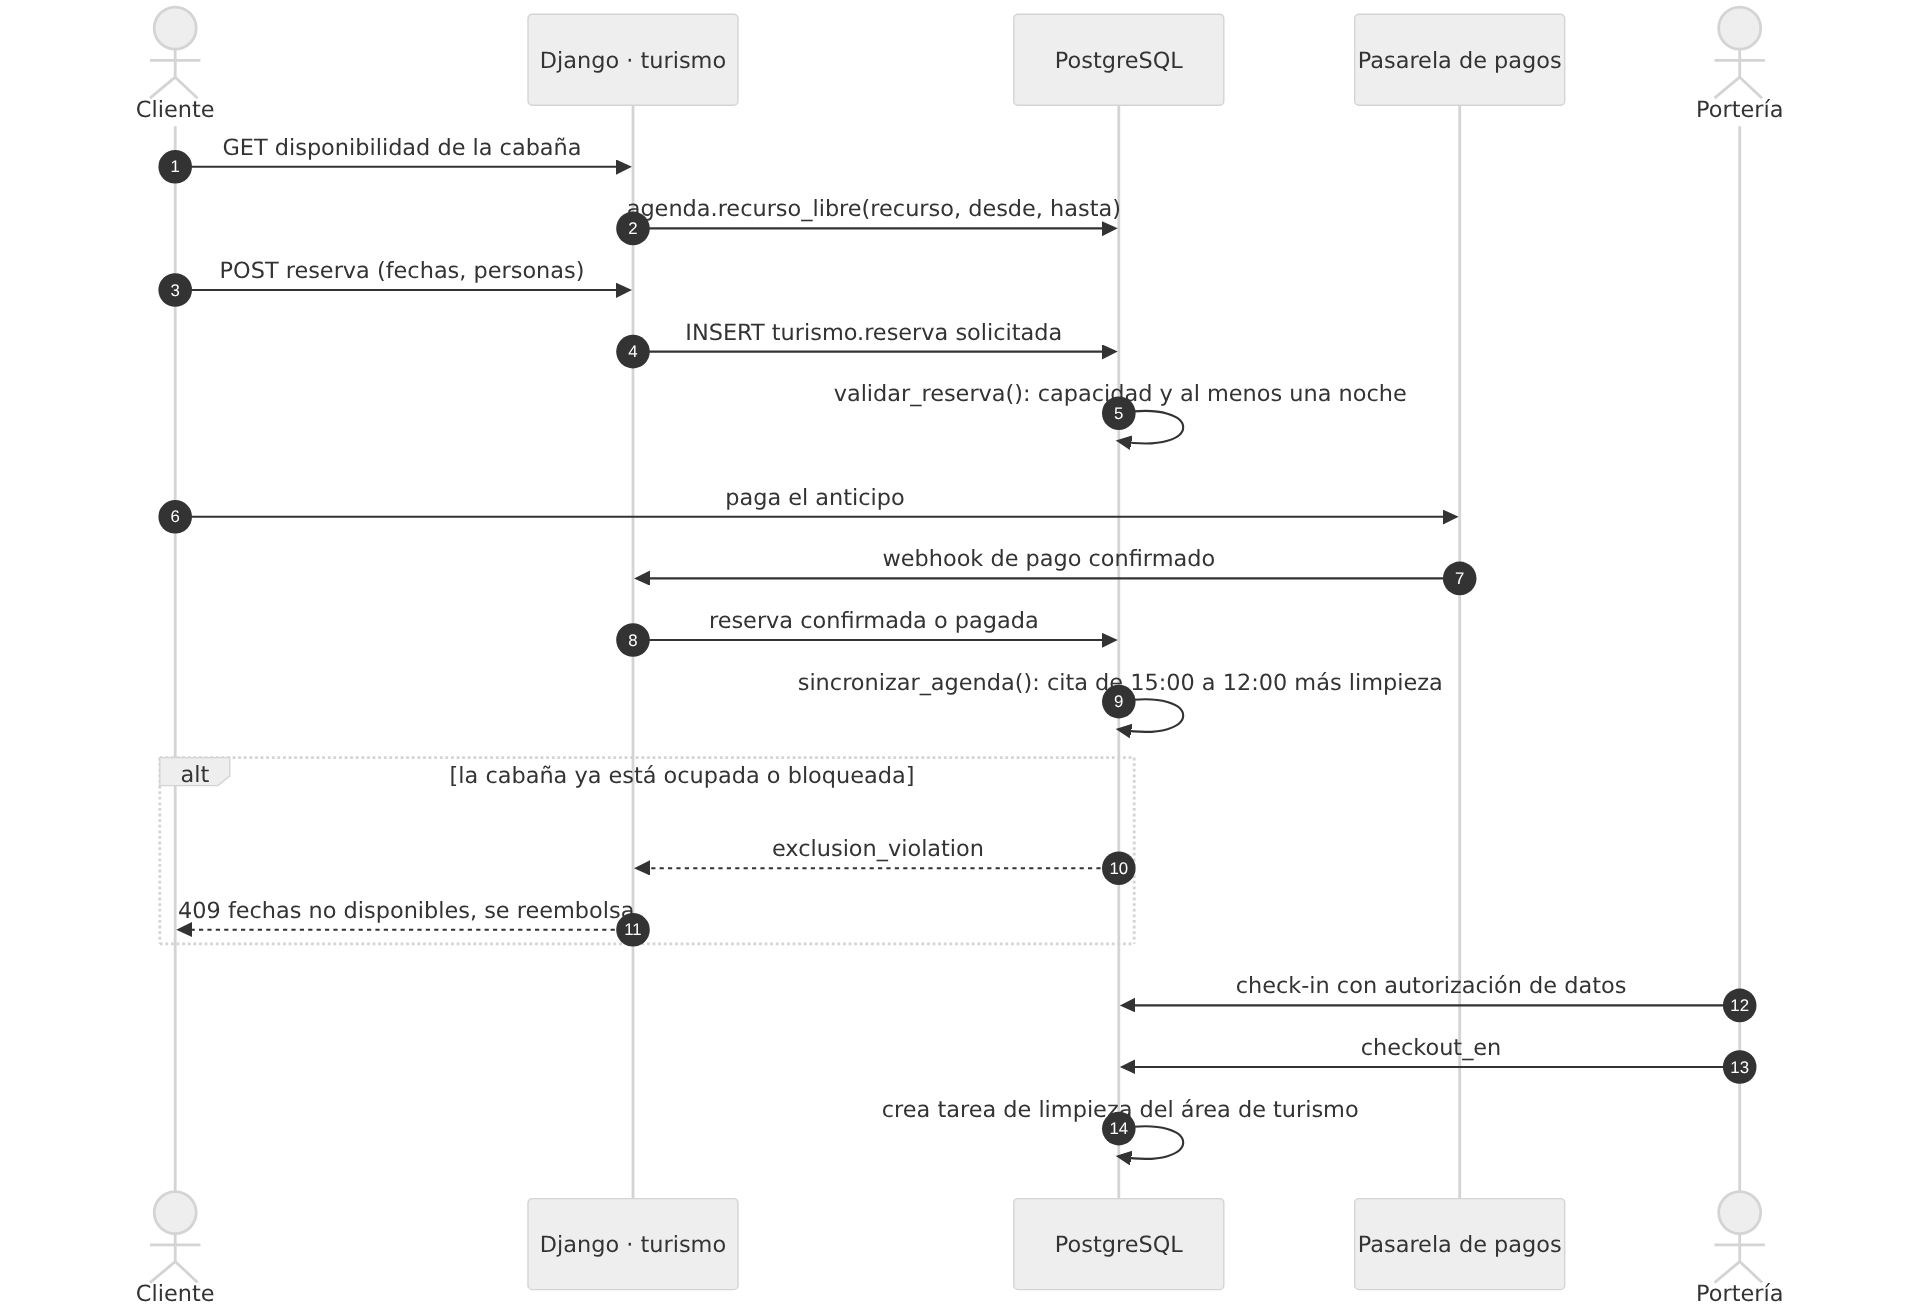 Cliente
Django · turismo
PostgreSQL
Pasarela de pagos
Portería
GET disponibilidad de la cabaña
1
agenda.recurso_libre(recurso, desde, hasta)
2
POST reserva (fechas, personas)
3
INSERT turismo.reserva solicitada
4
validar_reserva(): capacidad y al menos una noche
5
paga el anticipo
6
webhook de pago confirmado
7
reserva confirmada o pagada
8
sincronizar_agenda(): cita de 15:00 a 12:00 más limpieza
9
alt
[la cabaña ya está ocupada o bloqueada]
exclusion_violation
10
409 fechas no disponibles, se reembolsa
11
check-in con autorización de datos
12
checkout_en
13
crea tarea de limpieza del área de turismo
14
Cliente
Django · turismo
PostgreSQL
Pasarela de pagos
Portería